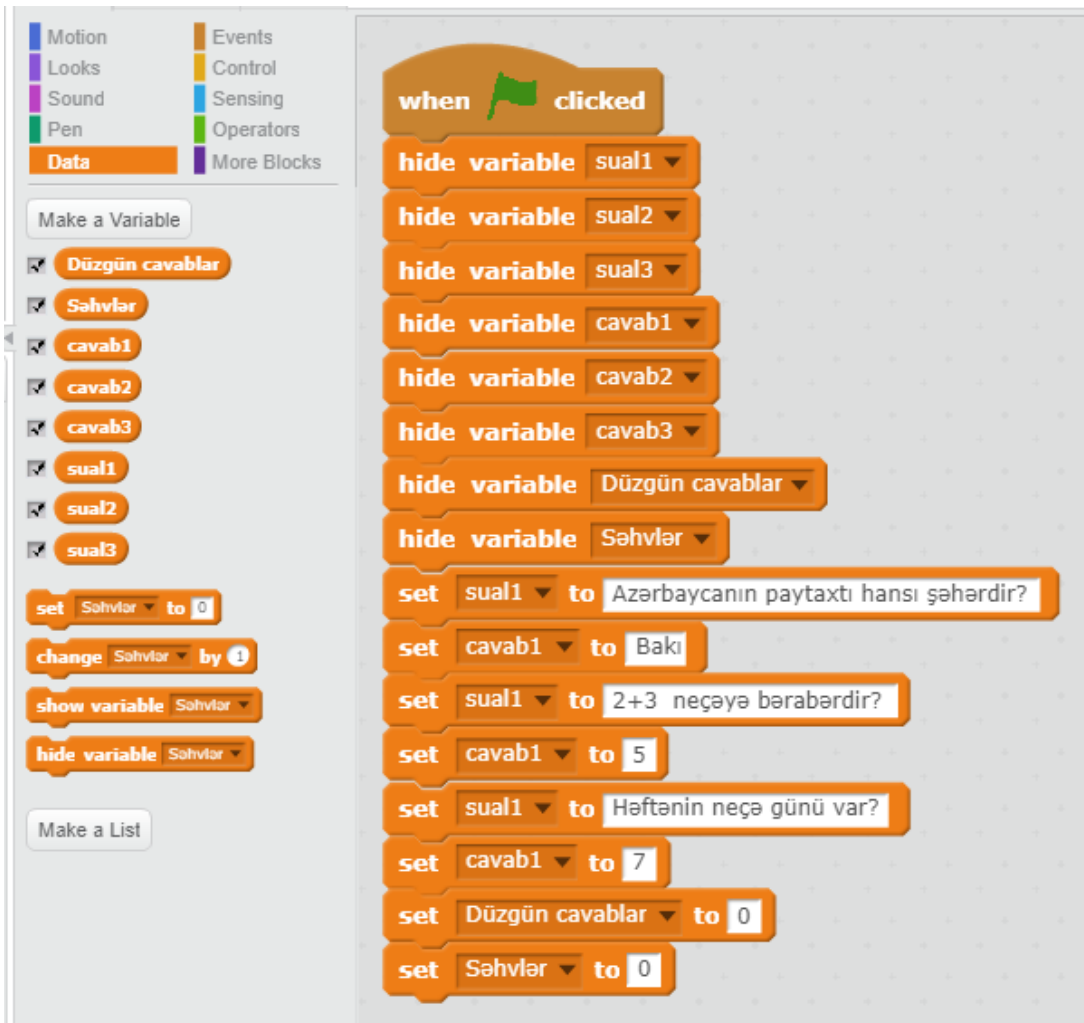 Motion
Events
Looks
Control
Sound
Sensing
Pen
Operators
Data
More Blocks
Make a Variable
Düzgün cavablar
Səhvlər
cavab1
cavab2
cavab3
sual1
sual2
sual3
set Səhvlər to 0
change Səhvlər by 1
show variable Səhvlər
hide variable Səhvlər
Make a List
when clicked
hide variable sual1
hide variable sual2
hide variable sual3
hide variable cavab1
hide variable cavab2
hide variable cavab3
hide variable Düzgün cavablar
hide variable Səhvlər
set sual1 to Azərbaycanın paytaxtı hansı şəhərdir?
set cavab1 to Bakı
set sual1 to 2+3 neçəyə bərabərdir?
set cavab1 to 5
set sual1 to Həftənin neçə günü var?
set cavab1 to 7
set Düzgün cavablar to 0
set Səhvlər to 0